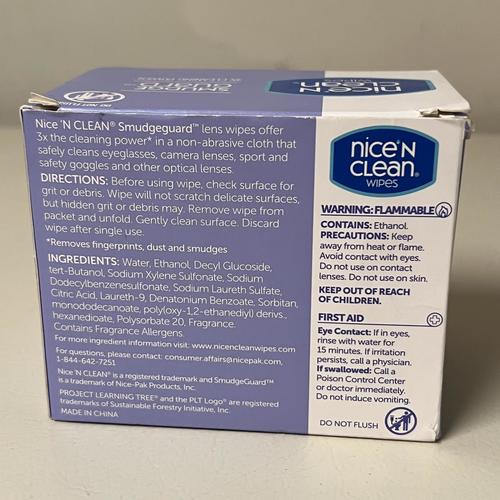 DO NOT FLUSH
3X CLEANING POWER*
nice'N
CLEAN
WIPES
Nice 'N CLEAN® Smudgeguard™ lens wipes offer
3x the cleaning power* in a non-abrasive cloth that
safely cleans eyeglasses, camera lenses, sport and
safety goggles and other optical lenses.
DIRECTIONS: Before using wipe, check surface for
grit or debris. Wipe will not scratch delicate surfaces,
but hidden grit or debris may. Remove wipe from
packet and unfold. Gently clean surface. Discard
wipe after single use.
*Removes fingerprints, dust and smudges
INGREDIENTS: Water, Ethanol, Decyl Glucoside,
tert-Butanol, Sodium Xylene Sulfonate, Sodium
Dodecylbenzenesulfonate, Sodium Laureth Sulfate,
Citric Acid, Laureth-9, Denatonium Benzoate, Sorbitan,
monododecanoate, poly(oxy-1,2-ethanediyl) derivs.,
hexanedioate, Polysorbate 20, Fragrance.
Contains Fragrance Allergens.
For more ingredient information visit: www.nicencleanwipes.com
For questions, please contact: consumer.affairs@nicepak.com,
1-844-642-7251
Nice 'N CLEAN® is a registered trademark and SmudgeGuard™
is a trademark of Nice-Pak Products, Inc.
PROJECT LEARNING TREE® and the PLT Logo® are registered
trademarks of Sustainable Forestry Initiative, Inc.
MADE IN CHINA
nice'N
CLEAN®
WIPES
WARNING: FLAMMABLE
CONTAINS: Ethanol.
PRECAUTIONS: Keep
away from heat or flame.
Avoid contact with eyes.
Do not use on contact
lenses. Do not use on skin.
KEEP OUT OF REACH
OF CHILDREN.
FIRST AID
Eye Contact: If in eyes,
rinse with water for
15 minutes. If irritation
persists, call a physician.
If swallowed: Call a
Poison Control Center
or doctor immediately.
Do not induce vomiting.
DO NOT FLUSH